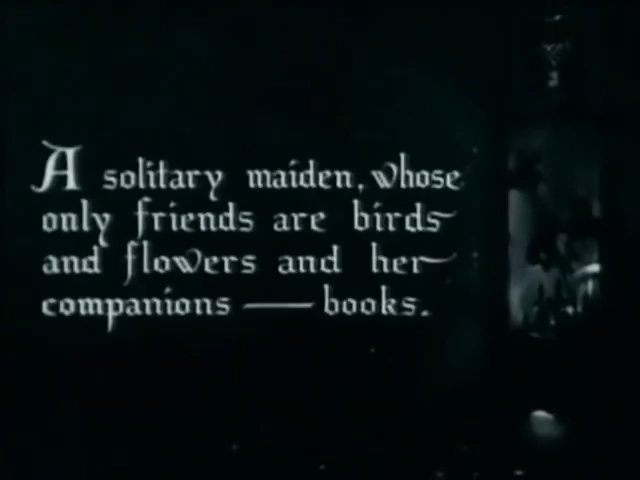 A solitary maiden, whose
only friends are birds
and flowers and her
companions — books.